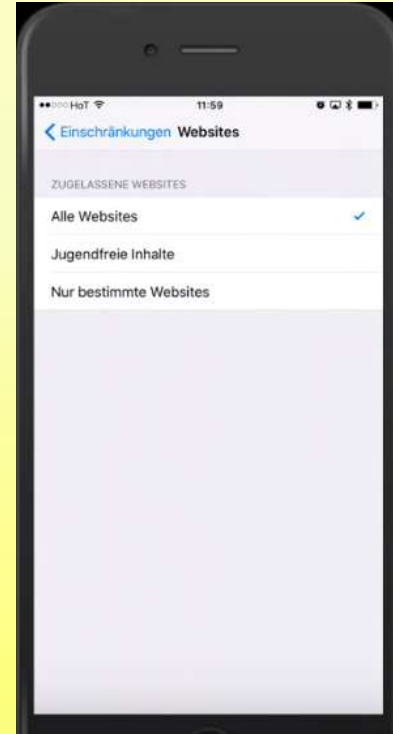 HoT 11:59
Einschränkungen Websites
ZUGELASSENE WEBSITES
Alle Websites
Jugendfreie Inhalte
Nur bestimmte Websites